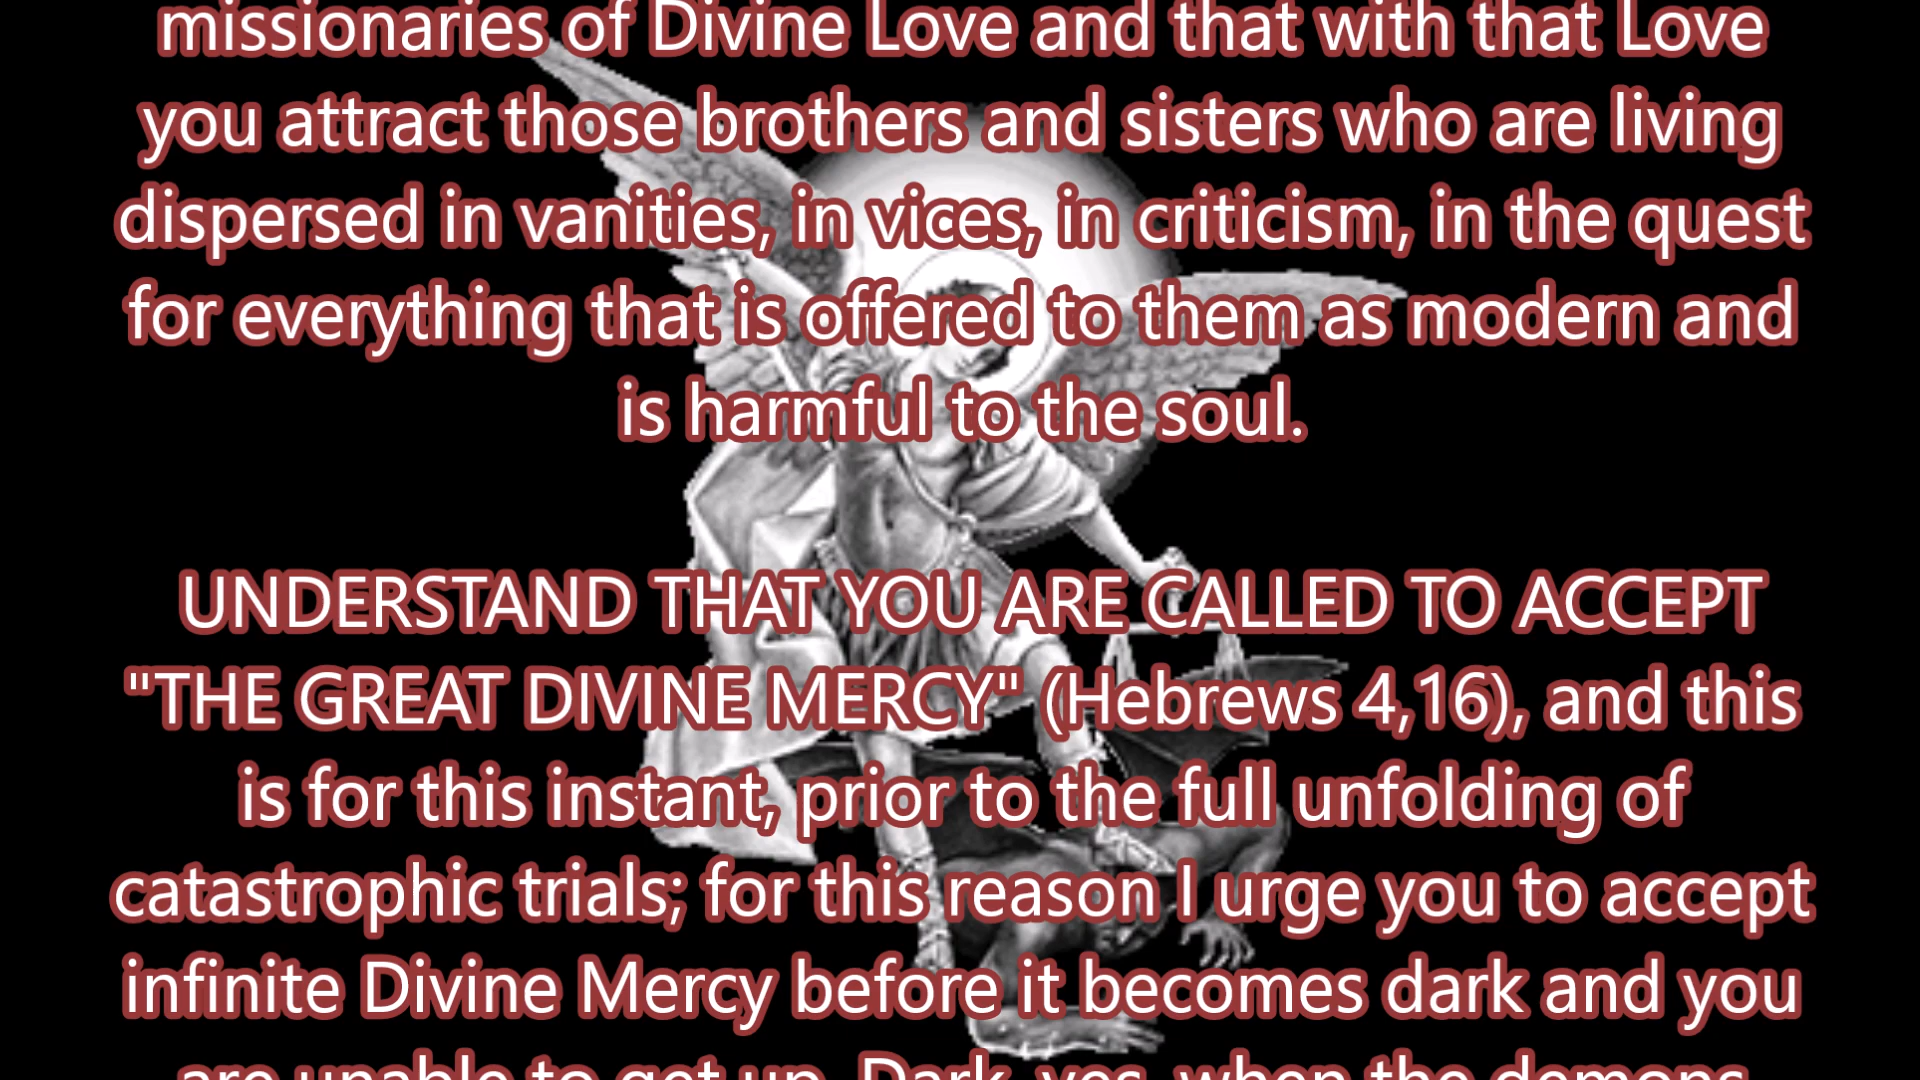 missionaries of Divine Love and that with that Love
you attract those brothers and sisters who are living
dispersed in vanities, in vices, in criticism, in the quest
for everything that is offered to them as modern and
is harmful to the soul.
UNDERSTAND THAT YOU ARE CALLED TO ACCEPT
"THE GREAT DIVINE MERCY" (Hebrews 4,16), and this
is for this instant, prior to the full unfolding of
catastrophic trials; for this reason I urge you to accept
infinite Divine Mercy before it becomes dark and you
are unable to get up. Dark, yes, when the demons